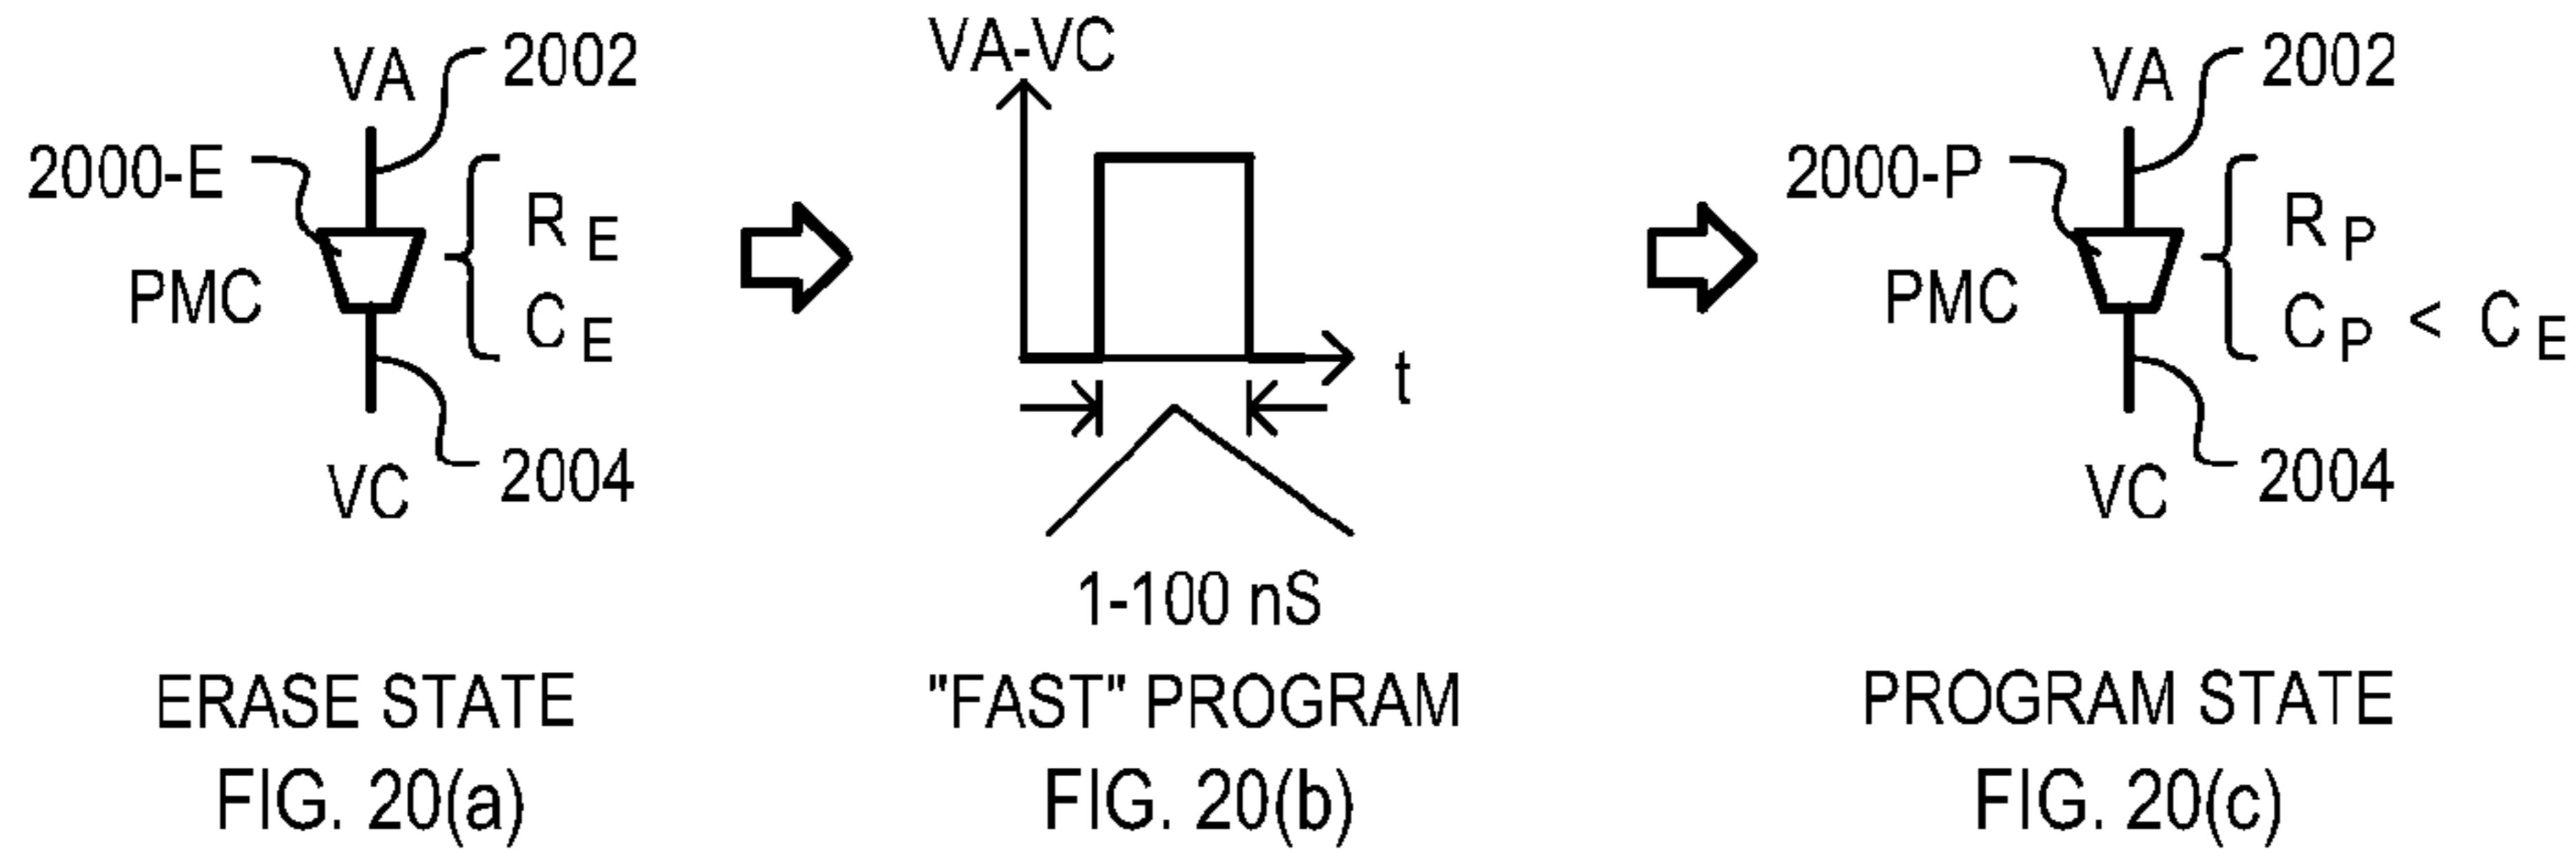 VA
2002
2000-E
R E
PMC
C E
VC
2004
ERASE STATE
FIG. 20(a)
VA-VC
t
1-100 nS
"FAST" PROGRAM
FIG. 20(b)
VA
2002
2000-P
R P
PMC
C P < C E
VC
2004
PROGRAM STATE
FIG. 20(c)